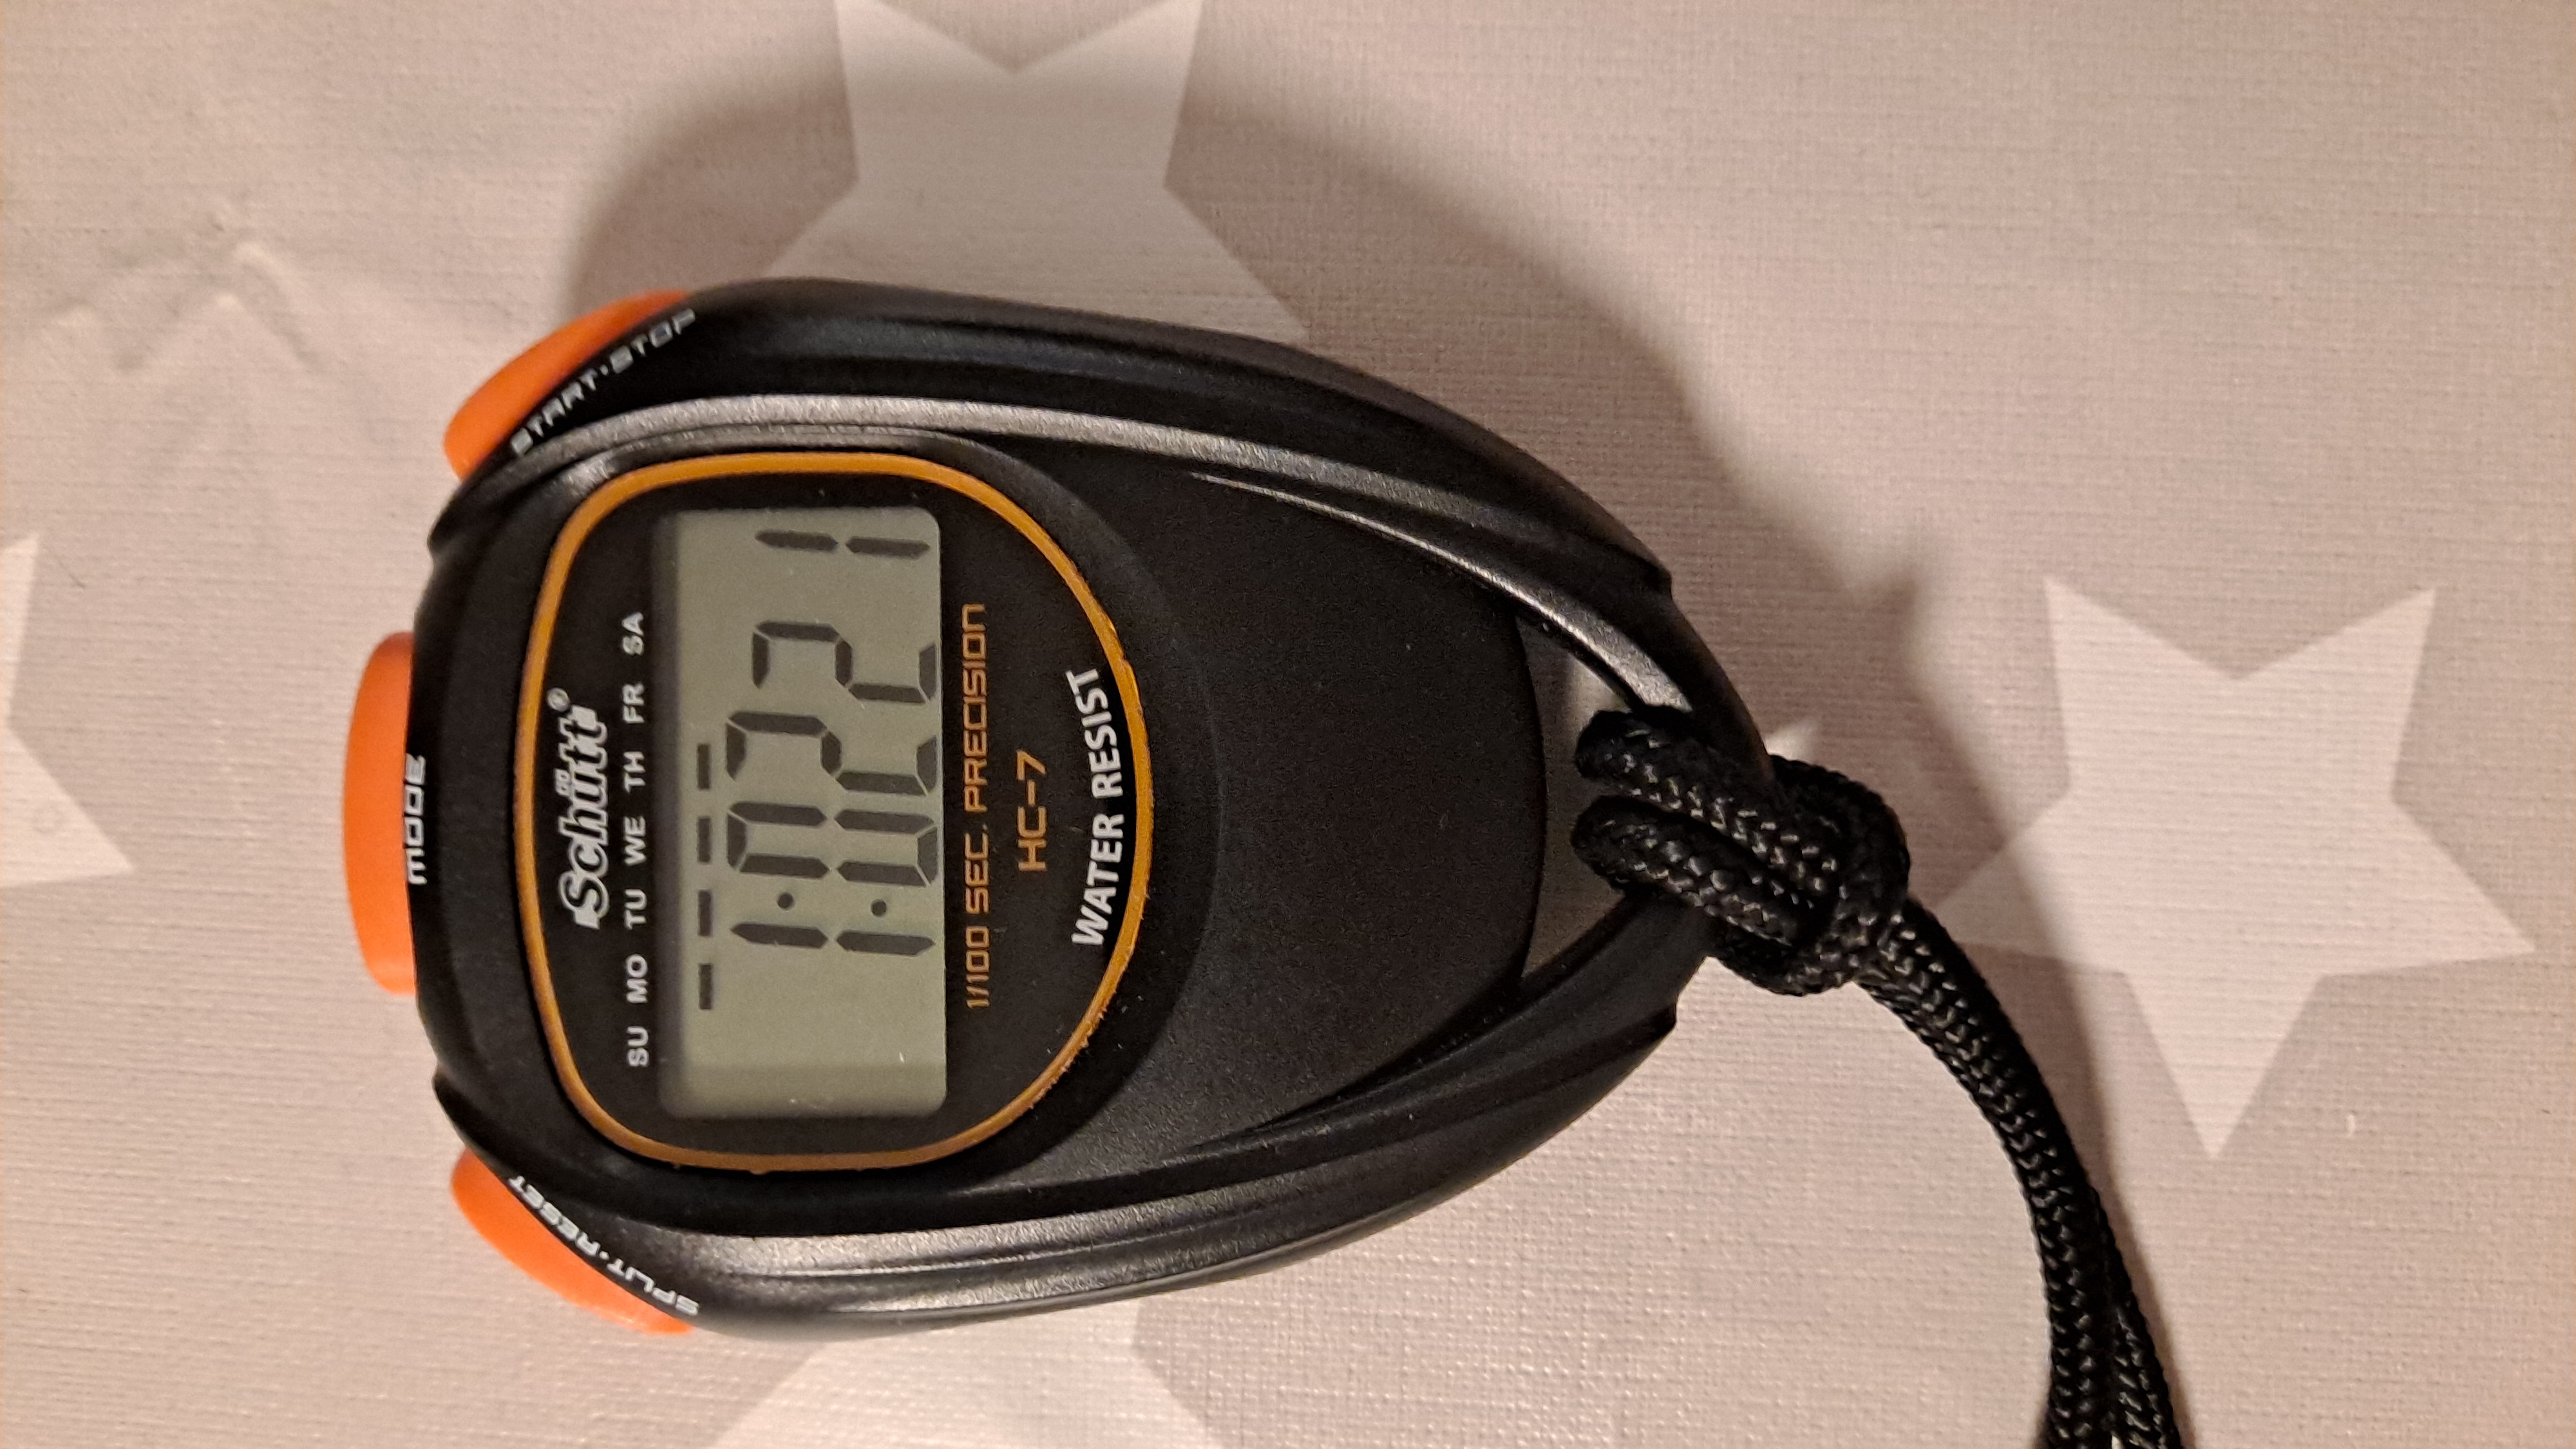 MODE
SPLIT•RESET
START•STOP
Schütt®
SU MO TU WE TH FR SA
1:02 21
1/100 SEC. PRECISION
HC-7
WATER RESIST